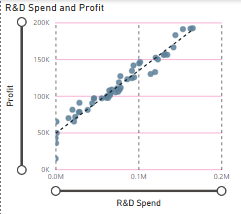 R&D Spend and Profit
200K
150K
100K
50K
0K
Profit
0.0M 0.1M 0.2M
R&D Spend